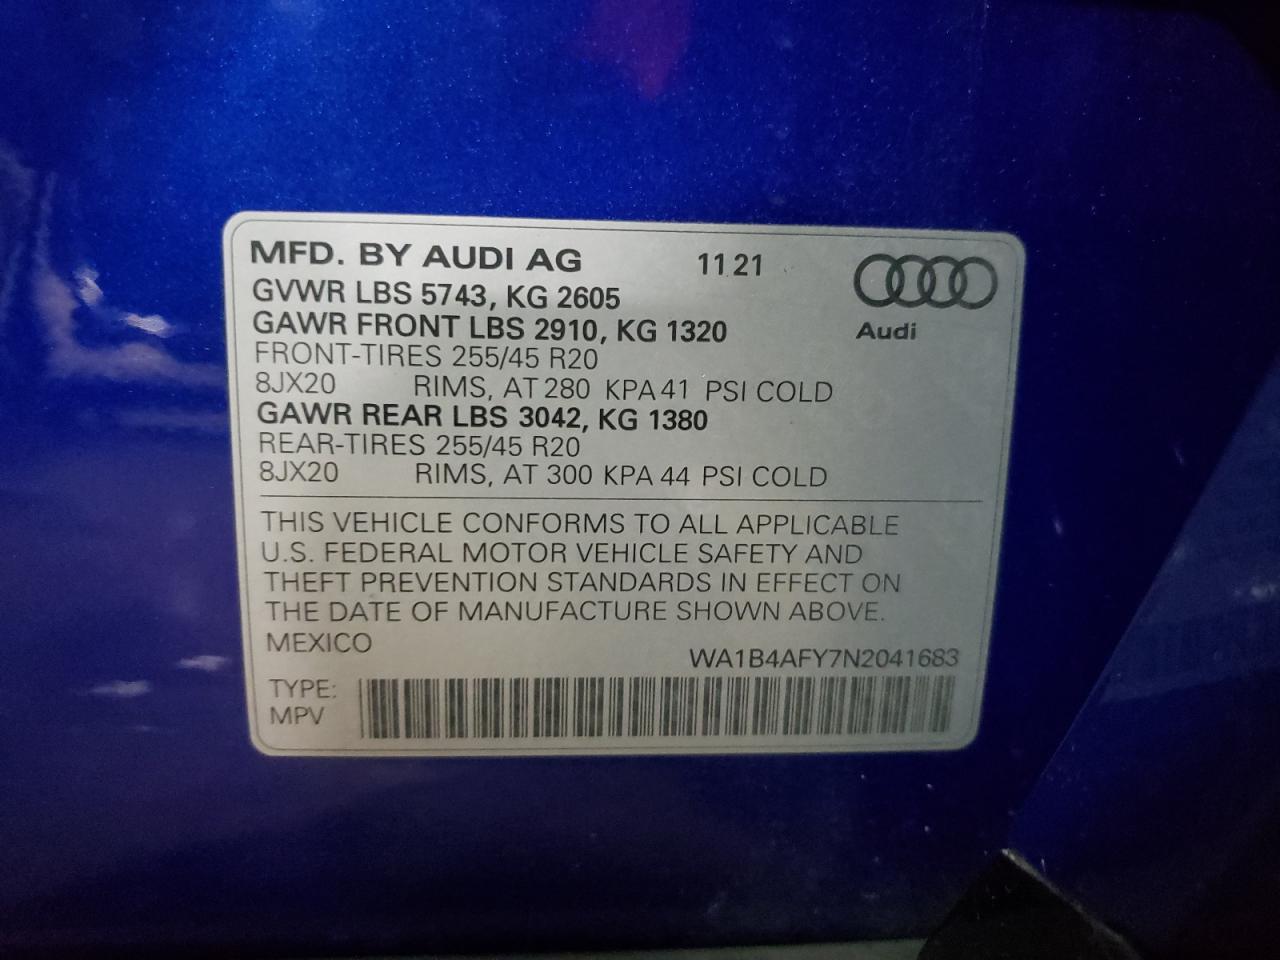 MFD. BY AUDI AG 11 21
GVWR LBS 5743, KG 2605
GAWR FRONT LBS 2910, KG 1320
Audi
FRONT-TIRES 255/45 R20
8JX20 RIMS, AT 280 KPA 41 PSI COLD
GAWR REAR LBS 3042, KG 1380
REAR-TIRES 255/45 R20
8JX20 RIMS, AT 300 KPA 44 PSI COLD
THIS VEHICLE CONFORMS TO ALL APPLICABLE
U.S. FEDERAL MOTOR VEHICLE SAFETY AND
THEFT PREVENTION STANDARDS IN EFFECT ON
THE DATE OF MANUFACTURE SHOWN ABOVE.
MEXICO WA1B4AFY7N2041683
TYPE:
MPV